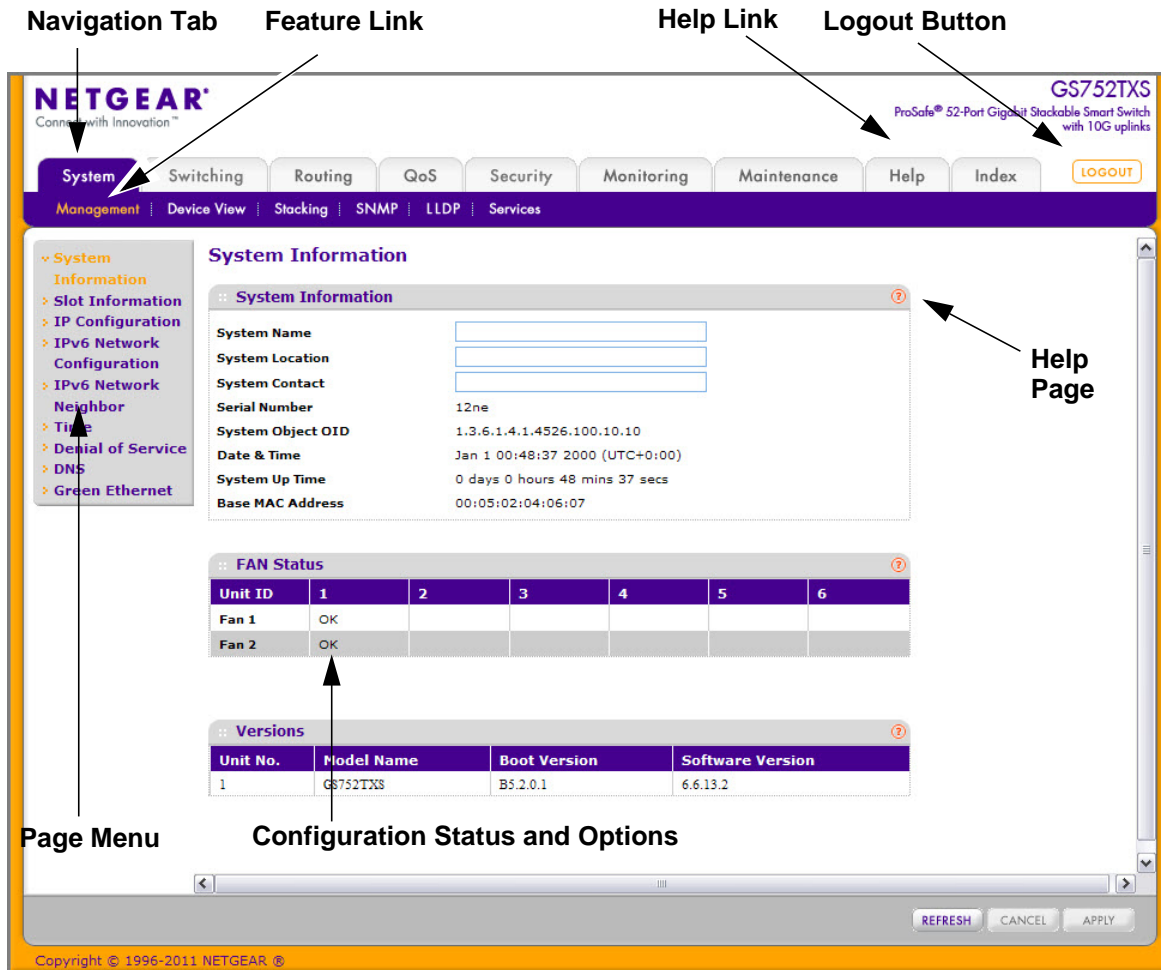 Navigation Tab
Feature Link
Help Link
Logout Button
NETGEAR®
Connect with Innovation™
GS752TXS
ProSafe® 52-Port Gigabit Stackable Smart Switch
with 10G uplinks
System
Switching
Routing
QoS
Security
Monitoring
Maintenance
Help
Index
LOGOUT
Management
Device View
Stacking
SNMP
LLDP
Services
System
Information
Slot Information
IP Configuration
IPv6 Network
Configuration
IPv6 Network
Neighbor
Time
Denial of Service
DNS
Green Ethernet
System Information
System Information
?
System Name
System Location
System Contact
Serial Number 12ne
System Object OID 1.3.6.1.4.1.4526.100.10.10
Date & Time Jan 1 00:48:37 2000 (UTC+0:00)
System Up Time 0 days 0 hours 48 mins 37 secs
Base MAC Address 00:05:02:04:06:07
Help
Page
FAN Status
?
Unit ID 1 2 3 4 5 6
Fan 1 OK
Fan 2 OK
Versions
?
Unit No. Model Name Boot Version Software Version
1 GS752TXS B5.2.0.1 6.6.13.2
Page Menu
Configuration Status and Options
REFRESH
CANCEL
APPLY
Copyright © 1996-2011 NETGEAR ®